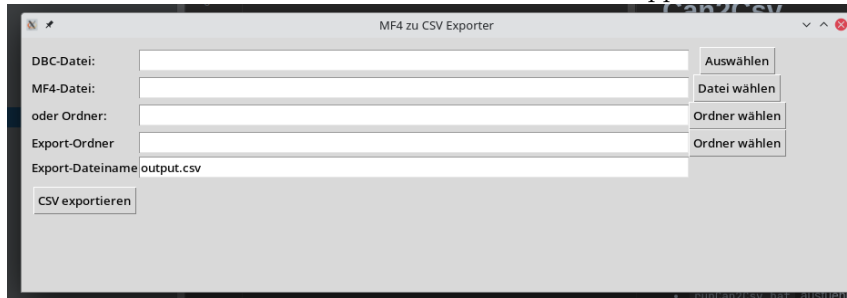 Can2Csv
MF4 zu CSV Exporter
DBC-Datei: Auswählen
MF4-Datei: Datei wählen
oder Ordner: Ordner wählen
Export-Ordner Ordner wählen
Export-Dateiname output.csv
CSV exportieren